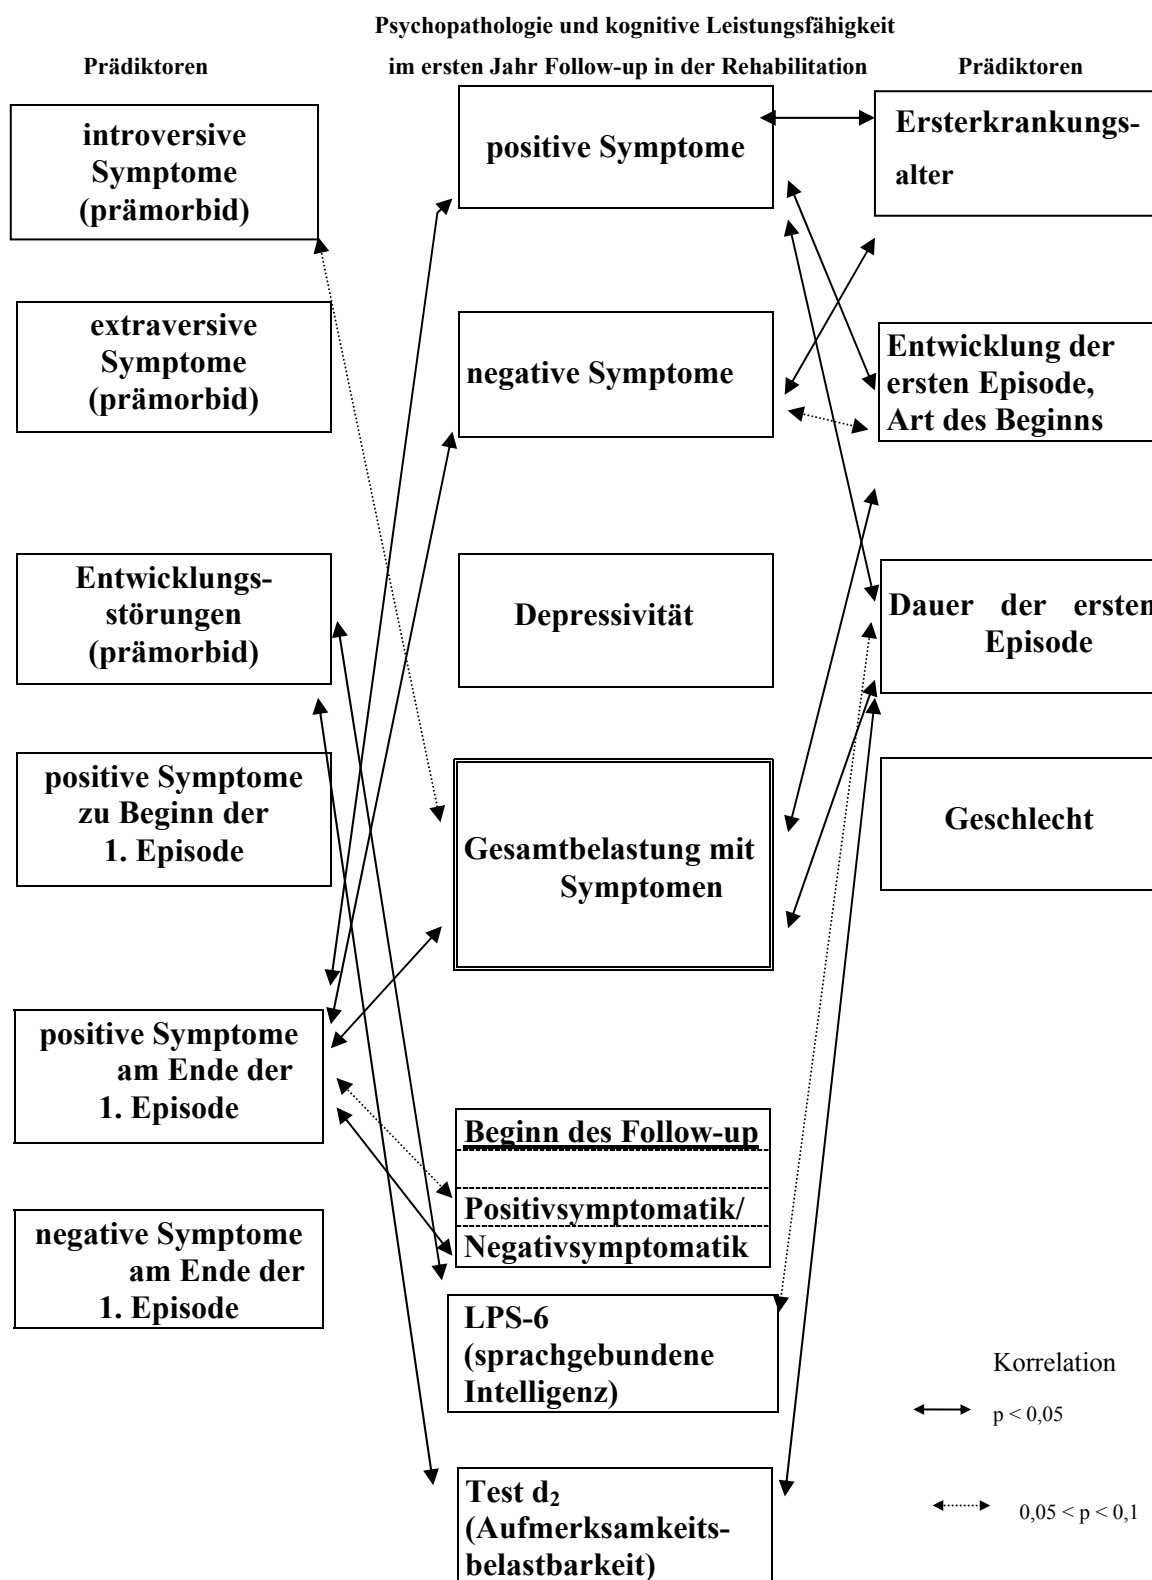 Psychopathologie und kognitive Leistungsfähigkeit
Prädiktoren
im ersten Jahr Follow-up in der Rehabilitation
Prädiktoren
introversive
Symptome
(prämorbid)
positive Symptome
Ersterkrankungs-
alter
extraversive
Symptome
(prämorbid)
negative Symptome
Entwicklung der
ersten Episode,
Art des Beginns
Entwicklungs-
störungen
(prämorbid)
Depressivität
Dauer der ersten
Episode
positive Symptome
zu Beginn der
1. Episode
Gesamtbelastung mit
Symptomen
Geschlecht
positive Symptome
am Ende der
1. Episode
Beginn des Follow-up
Positivsymptomatik/
Negativsymptomatik
negative Symptome
am Ende der
1. Episode
LPS-6
(sprachgebundene
Intelligenz)
Test d₂
(Aufmerksamkeits-
belastbarkeit)
Korrelation
p < 0,05
0,05 < p < 0,1